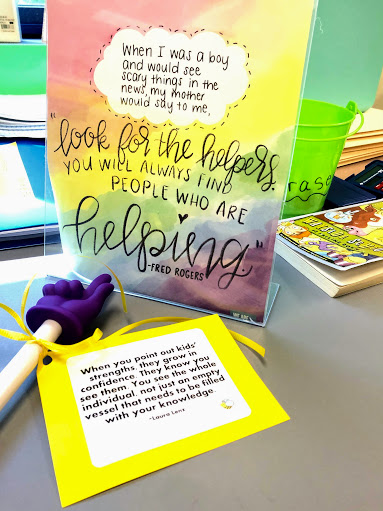 When I was a boy
and would see
scary things in the
news, my mother
would say to me,
"look for the helpers.
YOU WILL ALWAYS FIND
PEOPLE WHO ARE
helping."
-FRED ROGERS
When you point out kids'
strengths, they grow in
confidence. They know you
see them. You see the whole
individual, not just an empty
vessel that needs to be filled
with your knowledge.
-Laura Lenz